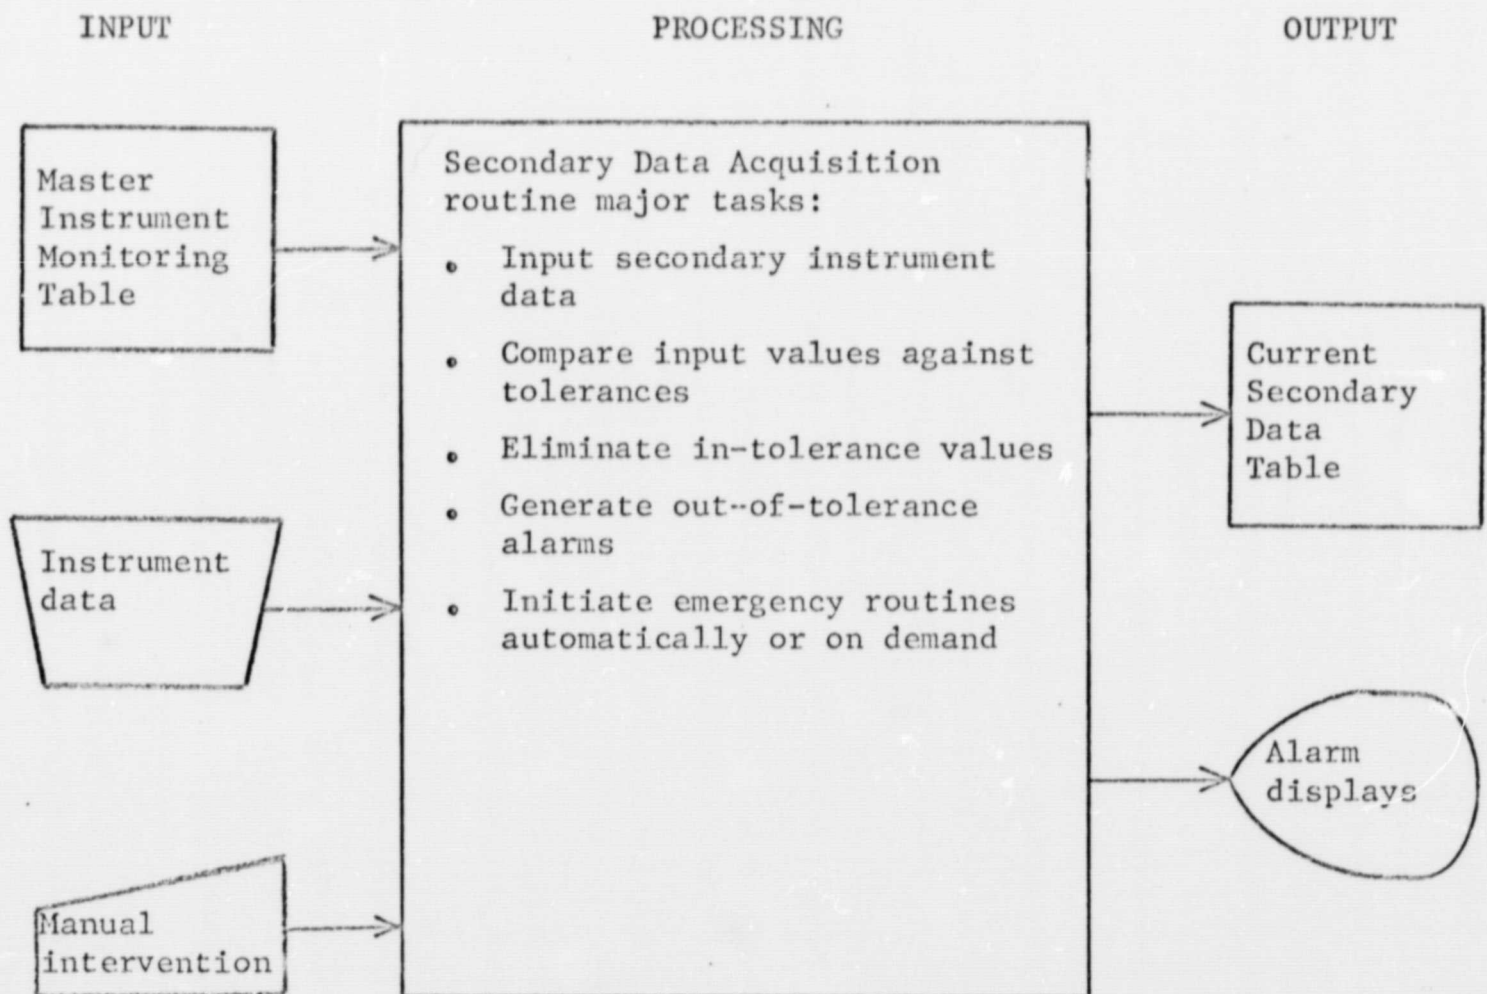 INPUT
PROCESSING
OUTPUT
Master
Instrument
Monitoring
Table
Instrument
data
Manual
intervention
Secondary Data Acquisition
routine major tasks:
• Input secondary instrument
data
• Compare input values against
tolerances
• Eliminate in-tolerance values
• Generate out-of-tolerance
alarms
• Initiate emergency routines
automatically or on demand
Current
Secondary
Data
Table
Alarm
displays